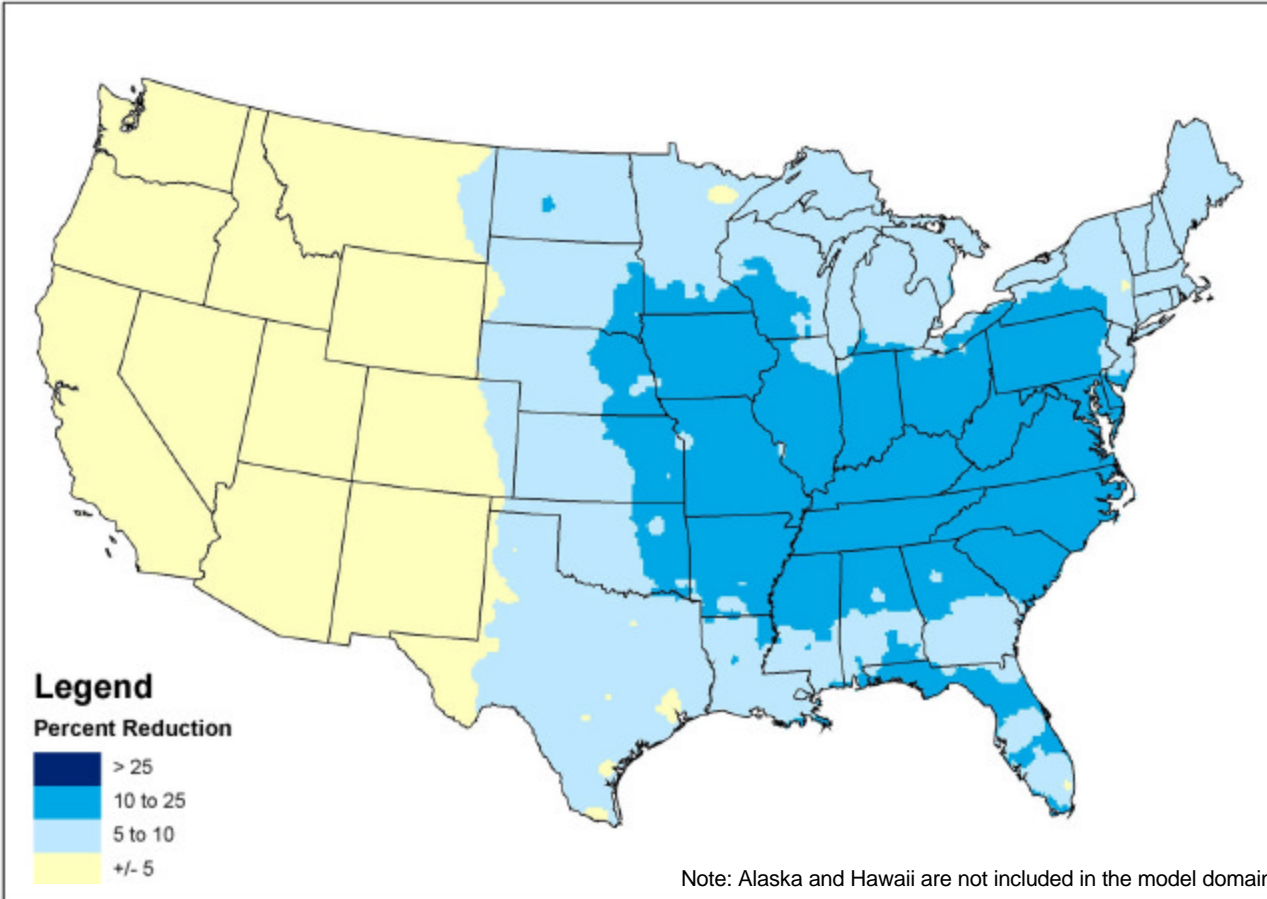 Legend
Percent Reduction
> 25
10 to 25
5 to 10
+/- 5
Note: Alaska and Hawaii are not included in the model domain